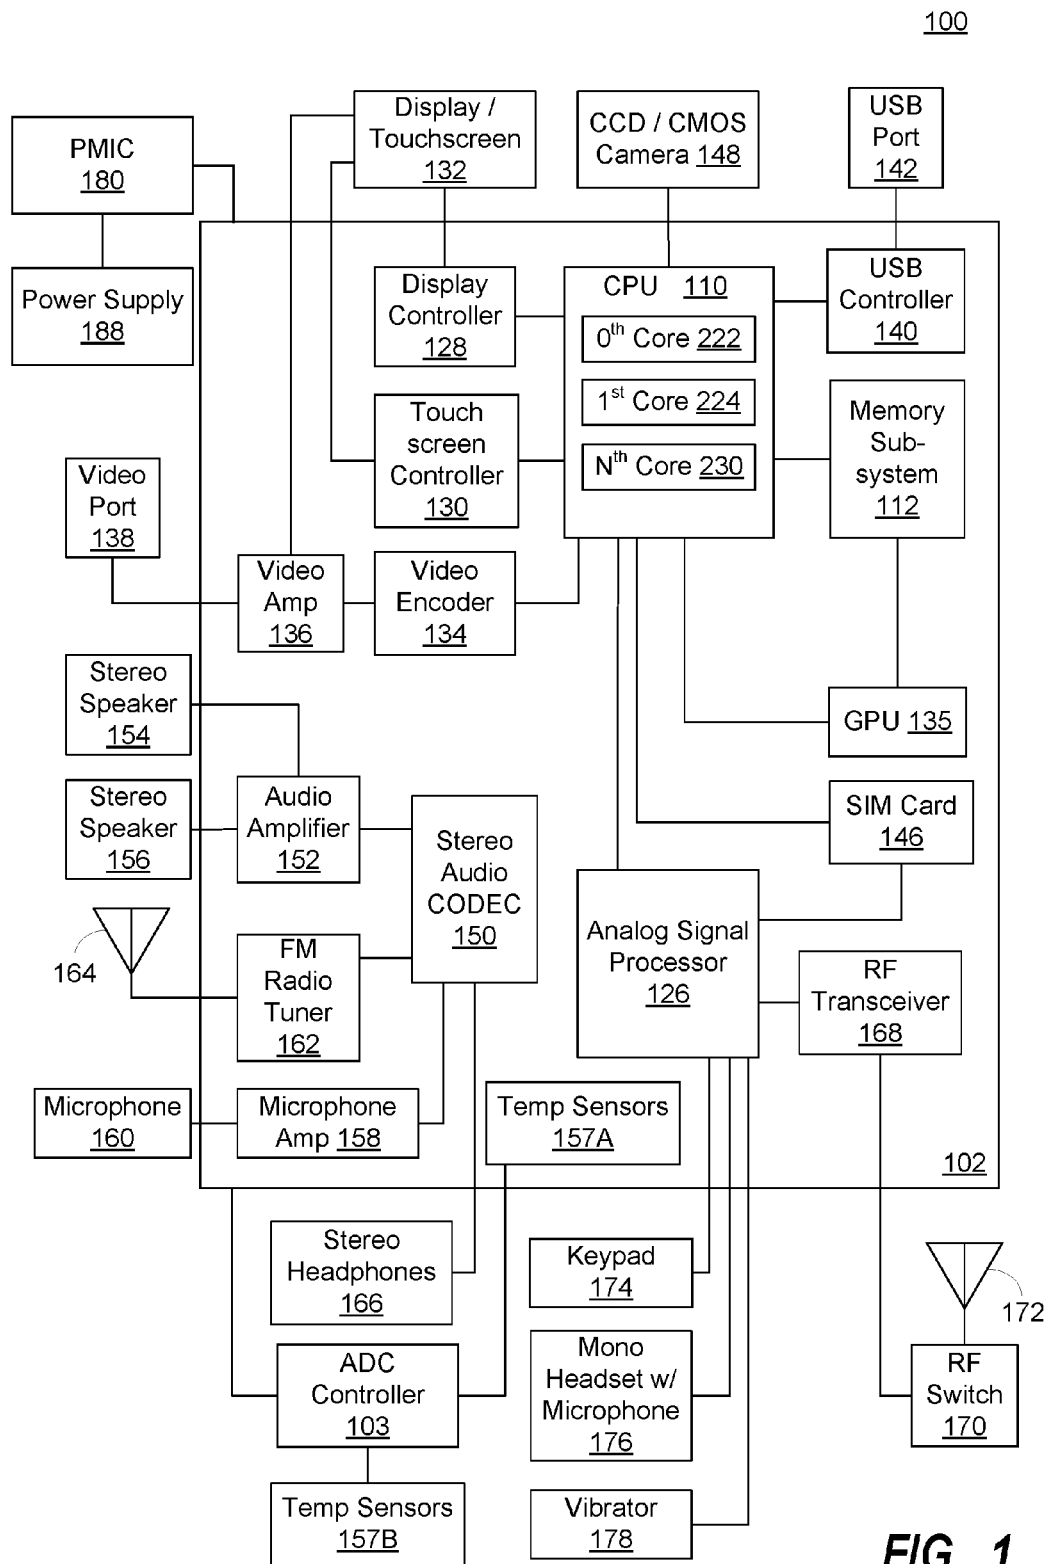 100
Display /
Touchscreen
132
CCD / CMOS
Camera 148
USB
Port
142
PMIC
180
Power Supply
188
Display
Controller
128
CPU 110
0th Core 222
1st Core 224
Nth Core 230
USB
Controller
140
Touch
screen
Controller
130
Memory
Sub-
system
112
Video
Port
138
Video
Amp
136
Video
Encoder
134
Stereo
Speaker
154
GPU 135
Stereo
Speaker
156
Audio
Amplifier
152
Stereo
Audio
CODEC
150
SIM Card
146
164
FM
Radio
Tuner
162
Analog Signal
Processor
126
RF
Transceiver
168
Microphone
160
Microphone
Amp 158
Temp Sensors
157A
102
Stereo
Headphones
166
Keypad
174
172
ADC
Controller
103
Mono
Headset w/
Microphone
176
RF
Switch
170
Temp Sensors
157B
Vibrator
178
FIG. 1